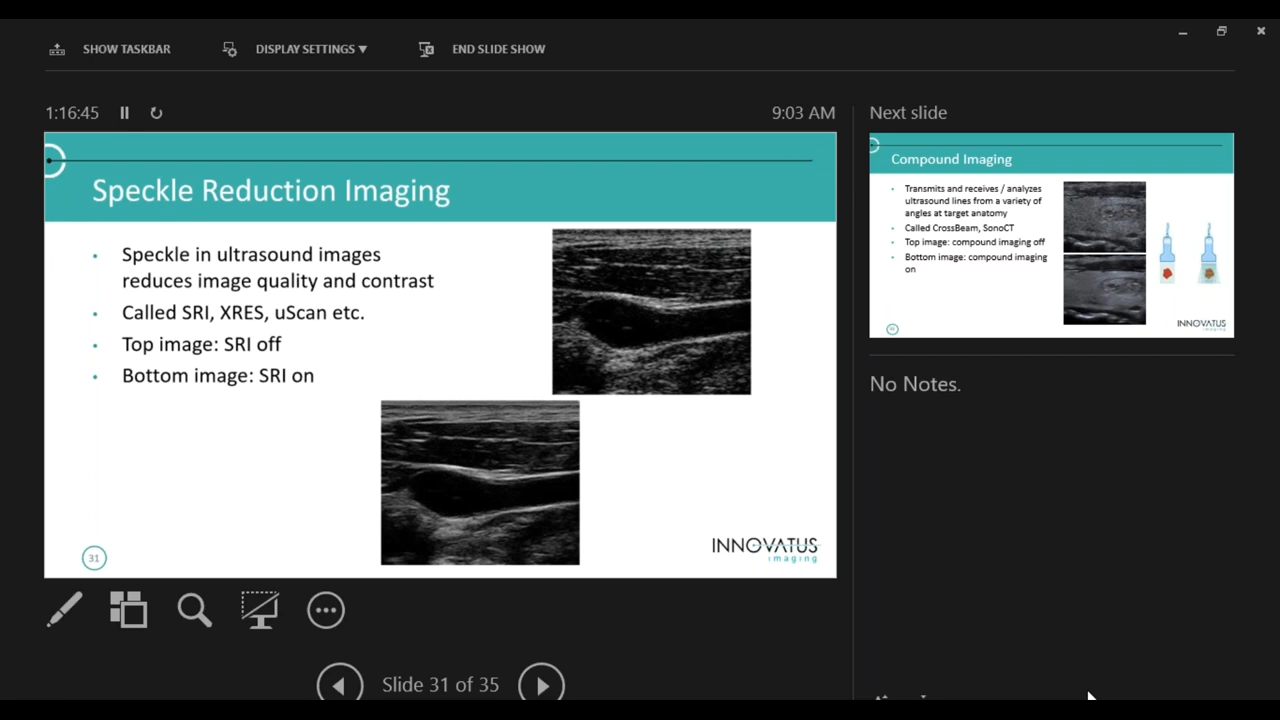 SHOW TASKBAR
DISPLAY SETTINGS ▼
END SLIDE SHOW
1:16:45
9:03 AM
Speckle Reduction Imaging
• Speckle in ultrasound images
reduces image quality and contrast
• Called SRI, XRES, uScan etc.
• Top image: SRI off
• Bottom image: SRI on
31
INNOVATUS
imaging
Slide 31 of 35
Next slide
Compound Imaging
• Transmits and receives / analyzes
ultrasound lines from a variety of
angles at target anatomy
• Called CrossBeam, SonoCT
• Top image: compound imaging off
• Bottom image: compound imaging
on
INNOVATUS
imaging
No Notes.